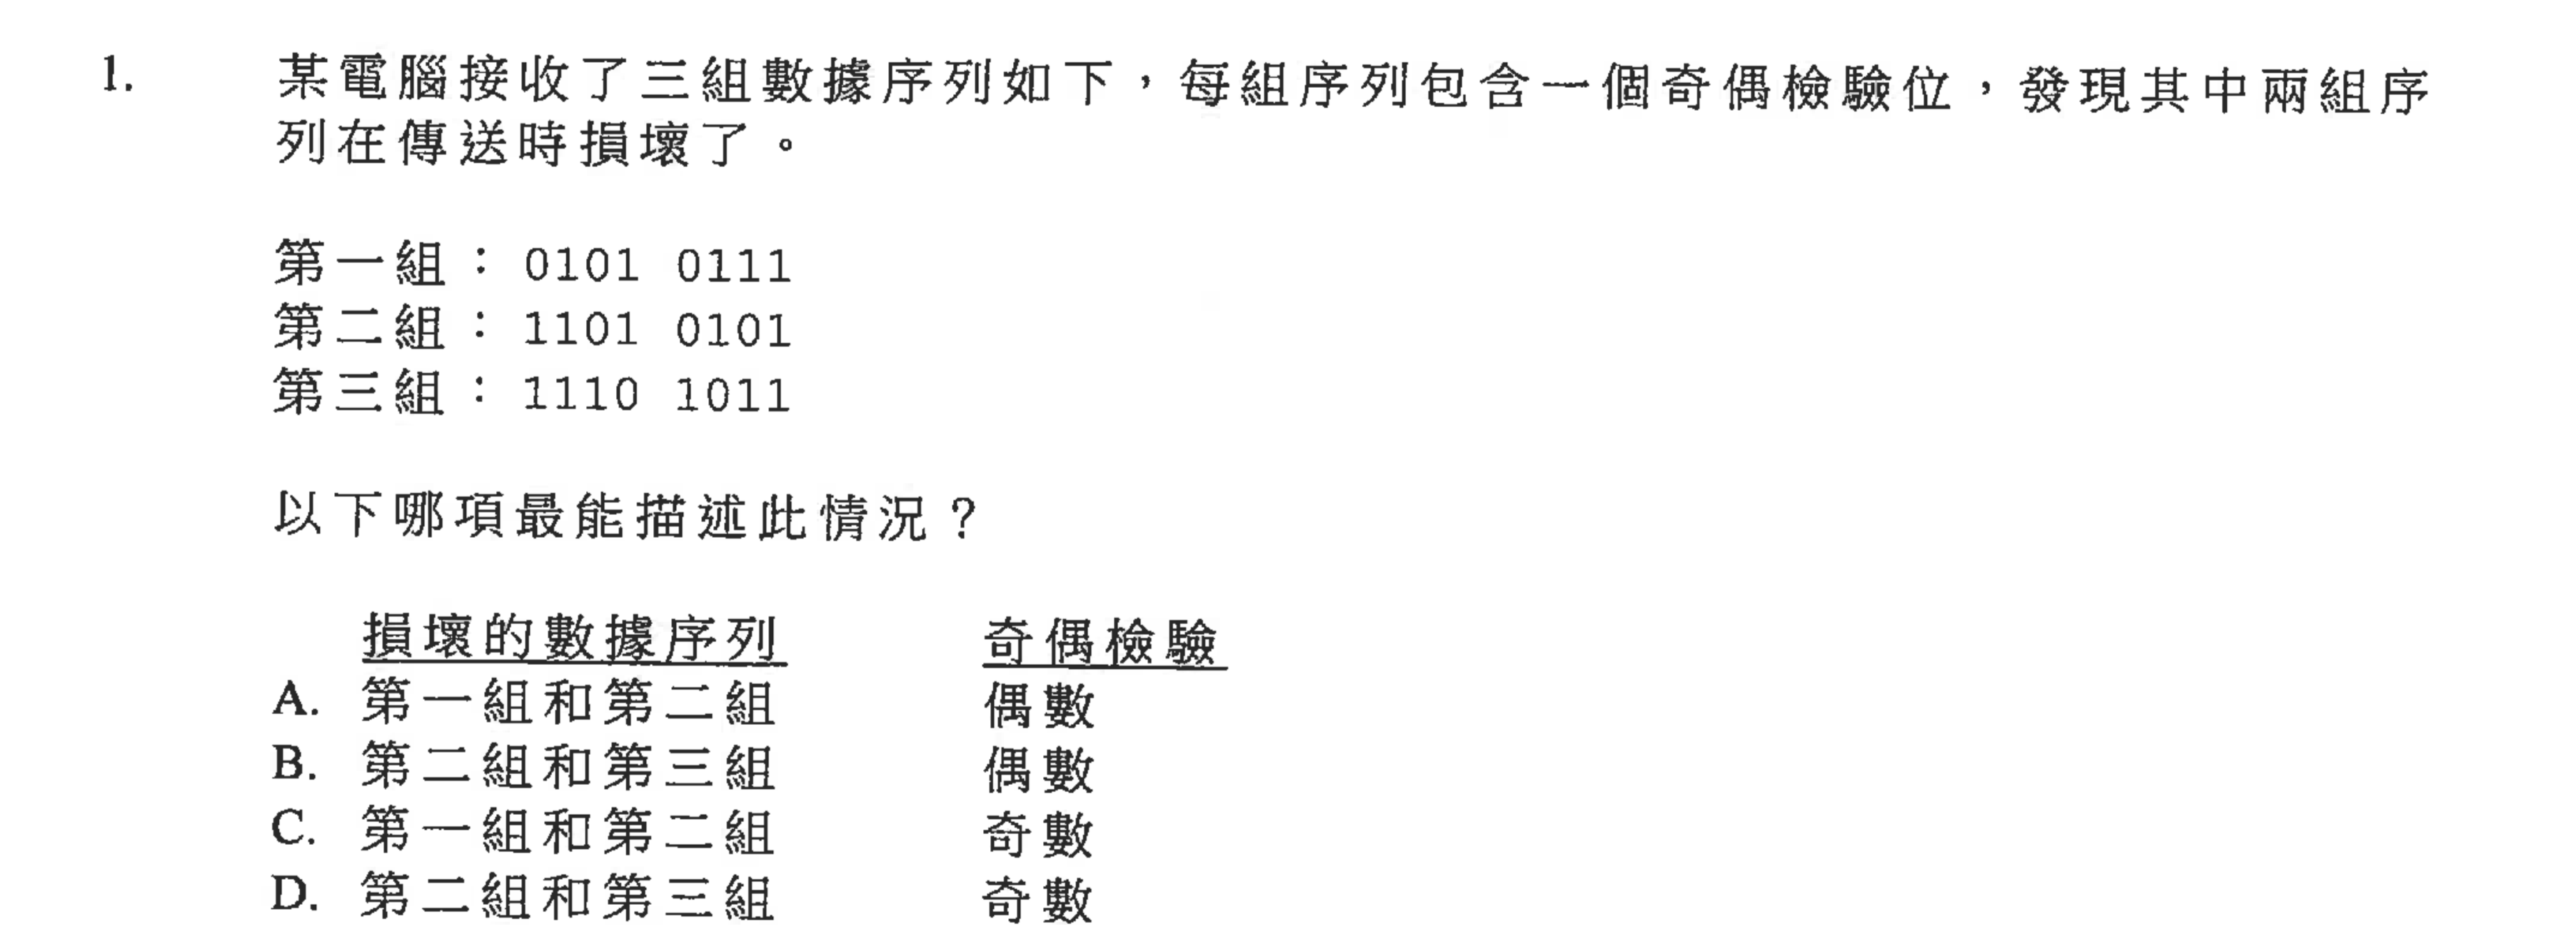 1. 某電腦接收了三組數據序列如下，每組序列包含一個奇偶檢驗位，發現其中兩組序
列在傳送時損壞了。
第一組： 0101 0111
第二組： 1101 0101
第三組： 1110 1011
以下哪項最能描述此情況？
損壞的數據序列 奇偶檢驗
A. 第一組和第二組 偶數
B. 第二組和第三組 偶數
C. 第一組和第二組 奇數
D. 第二組和第三組 奇數